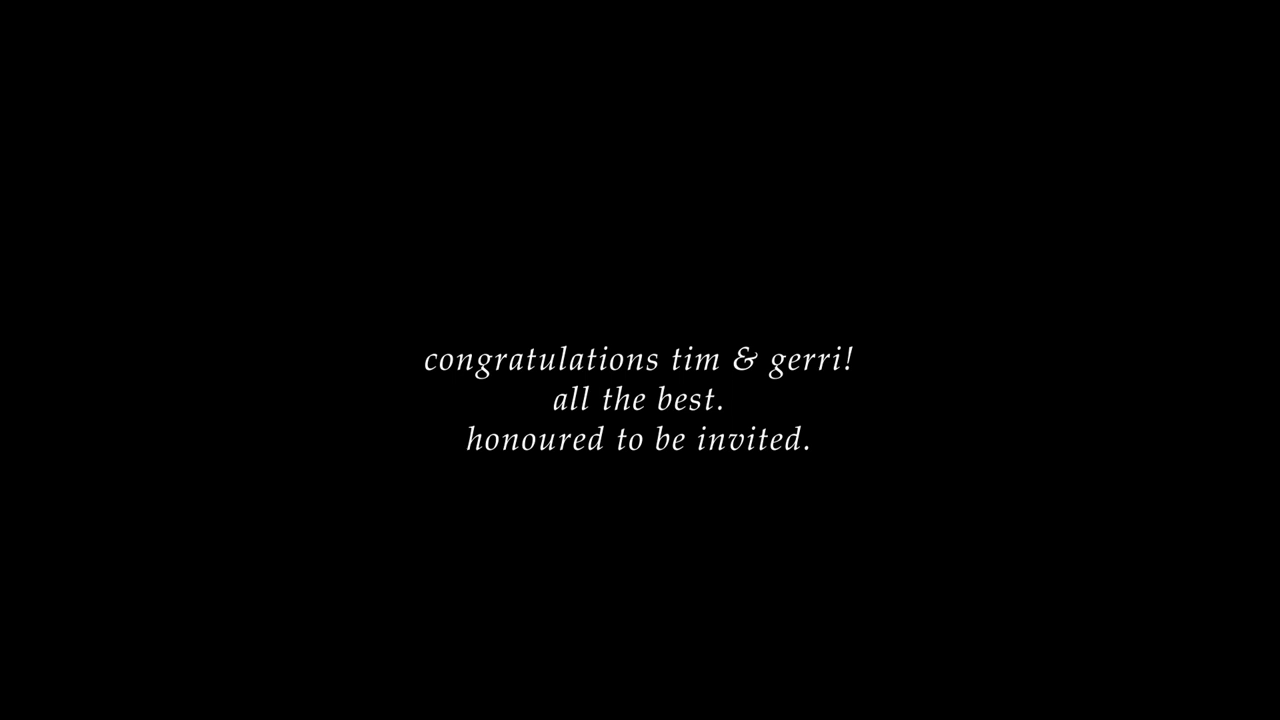 congratulations tim & gerri!
all the best.
honoured to be invited.